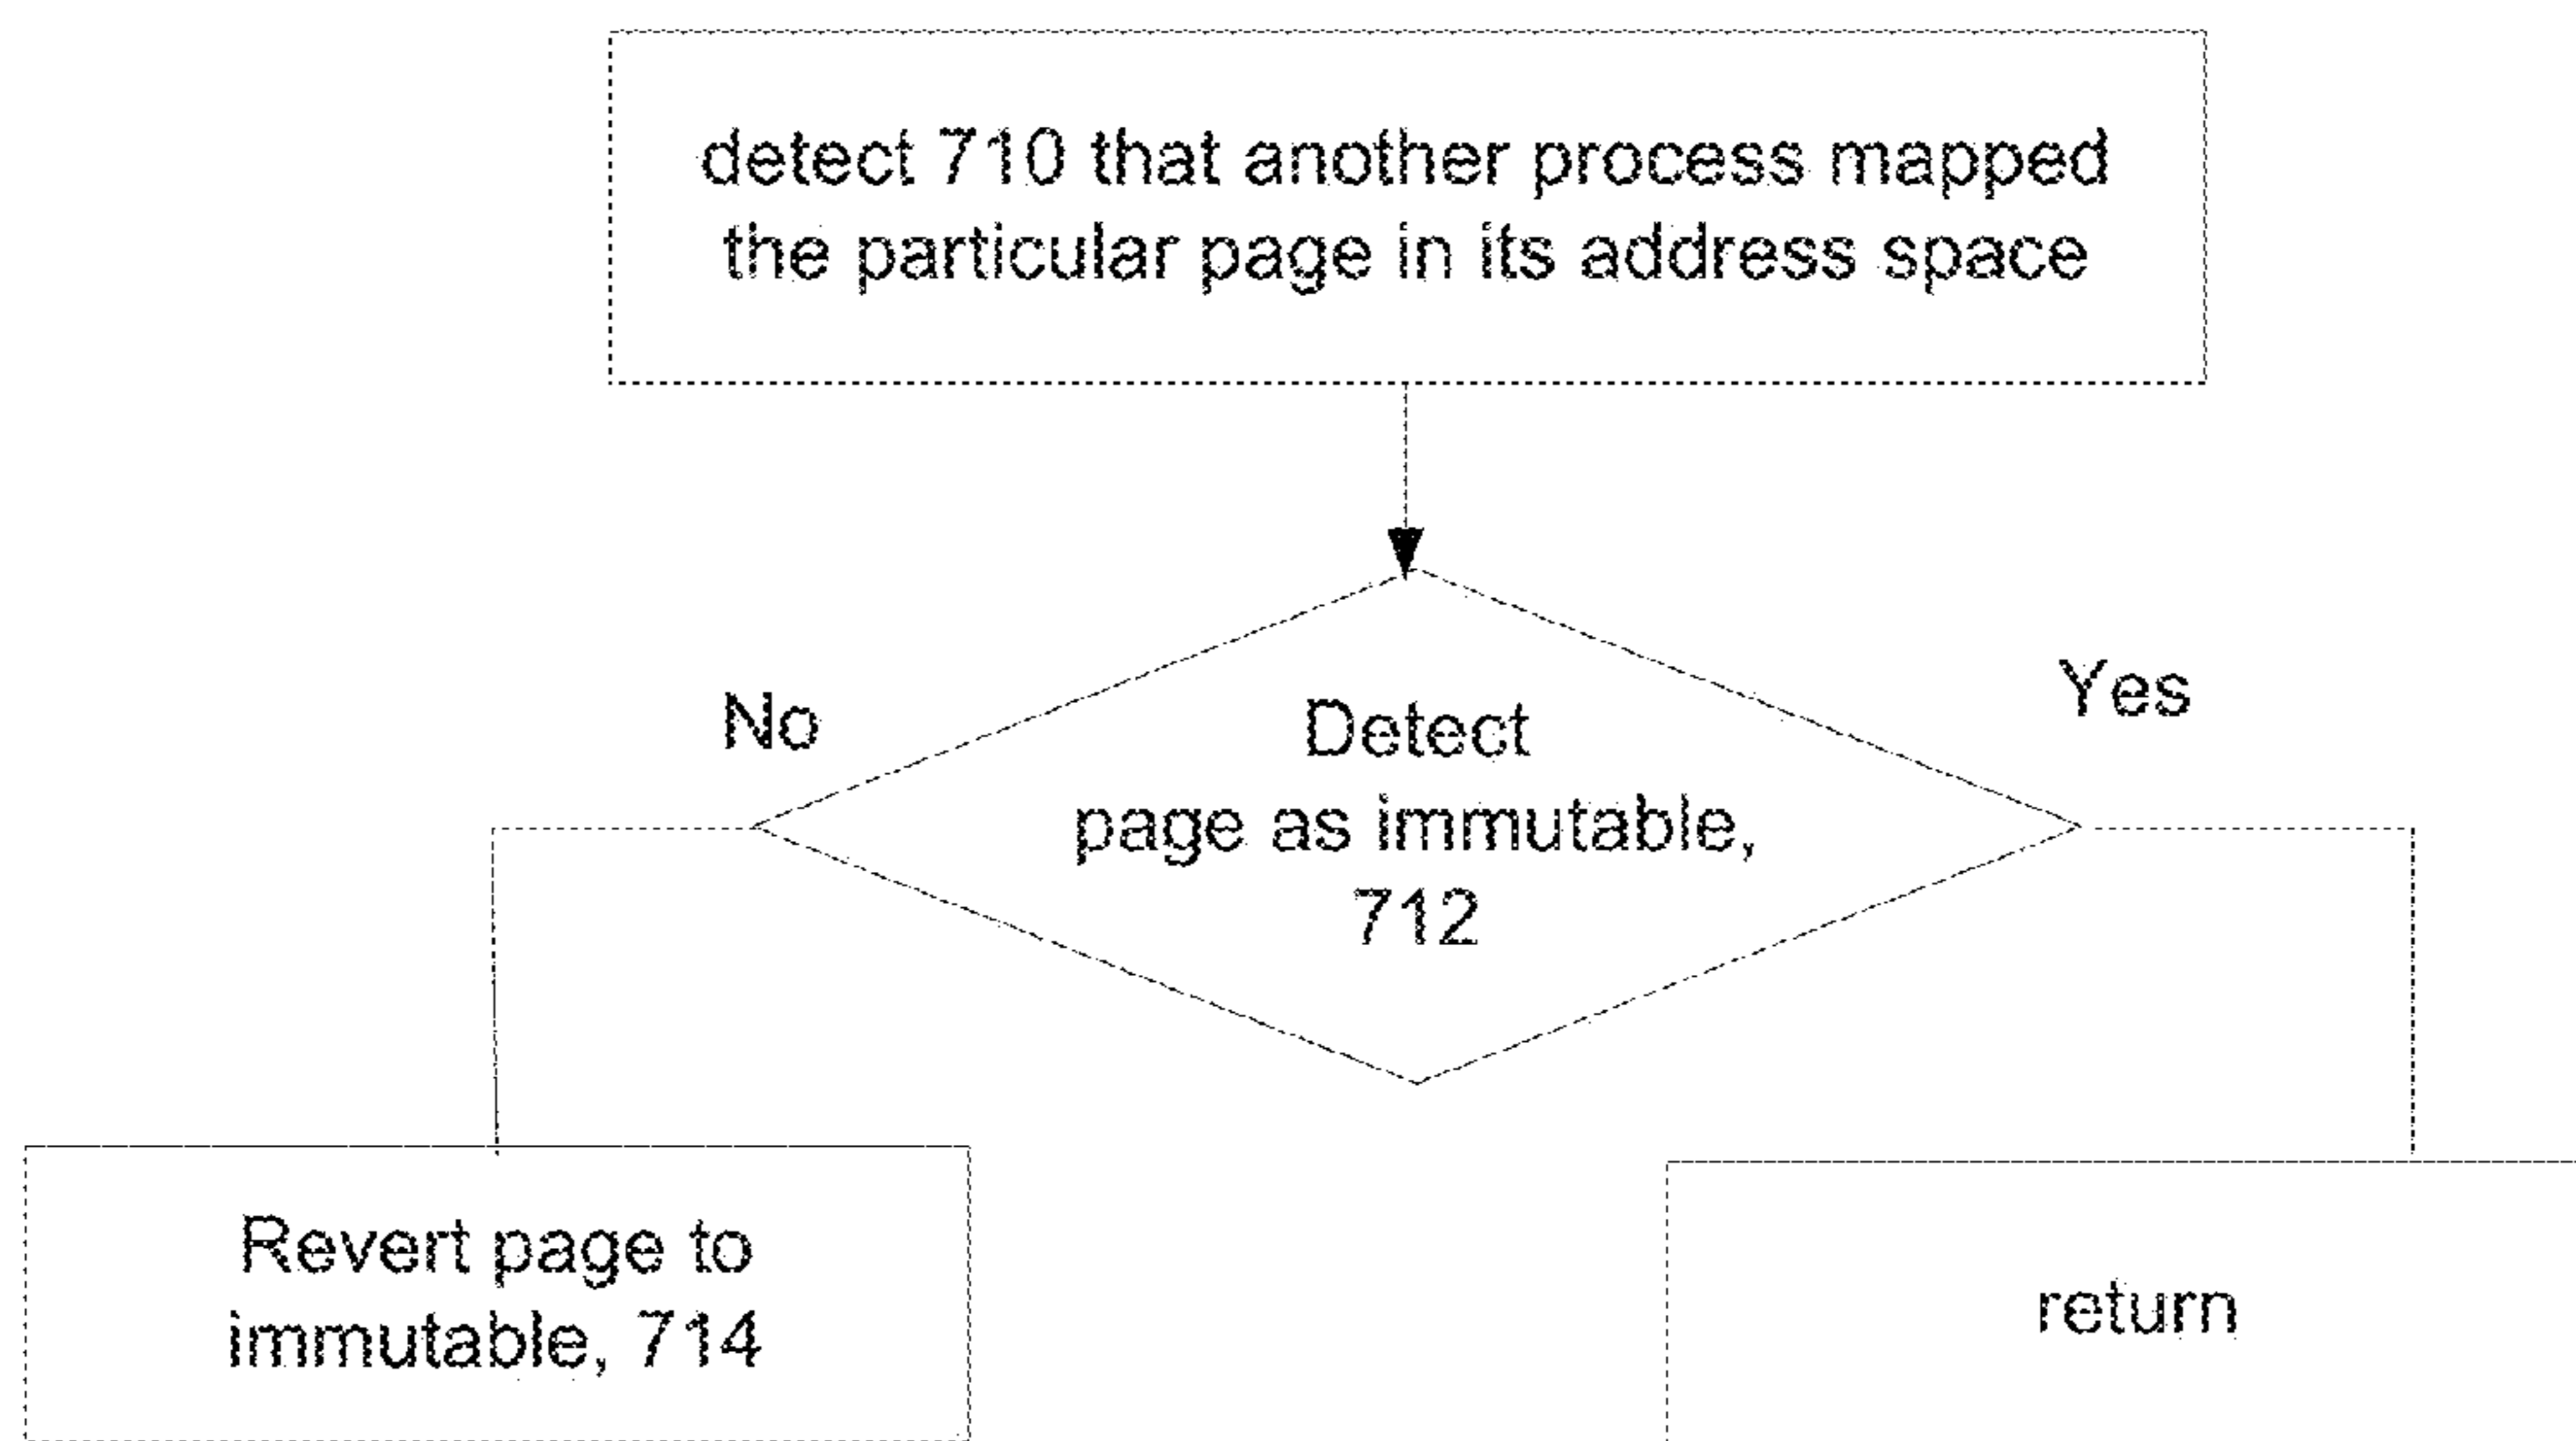 detect 710 that another process mapped
the particular page in its address space
No
Yes
Detect
page as immutable,
712
Revert page to
immutable, 714
return